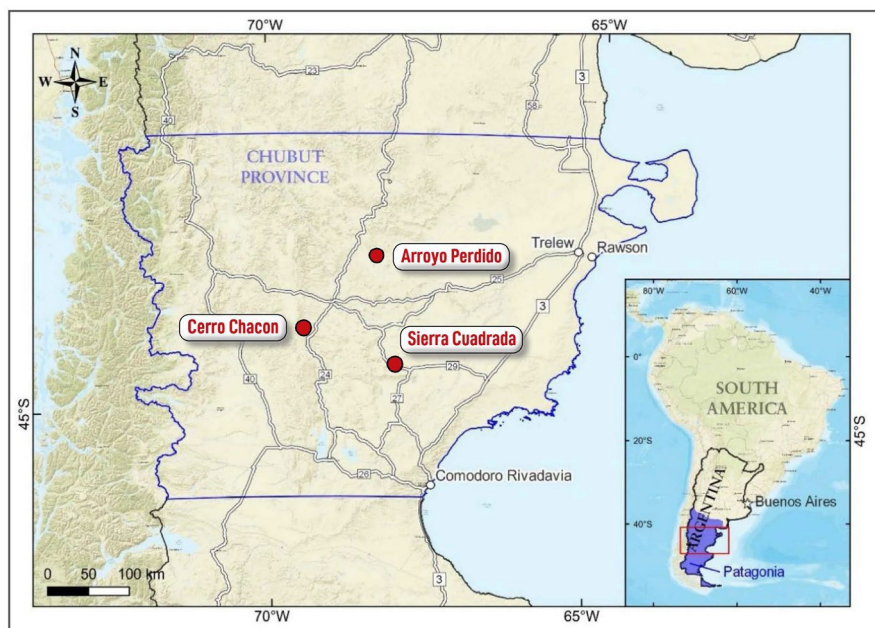 70°W
65°W
N
W E
S
23
3
40
58
CHUBUT
PROVINCE
Arroyo Perdido
Trelew
Rawson
25
3
Cerro Chacon
Sierra Cuadrada
24
29
40
27
45°S
26
Comodoro Rivadavia
3
0 50 100 km
70°W
65°W
80°W
60°W
40°W
0°
SOUTH
AMERICA
20°S
45°S
ARGENTINA
Buenos Aires
40°S
Patagonia